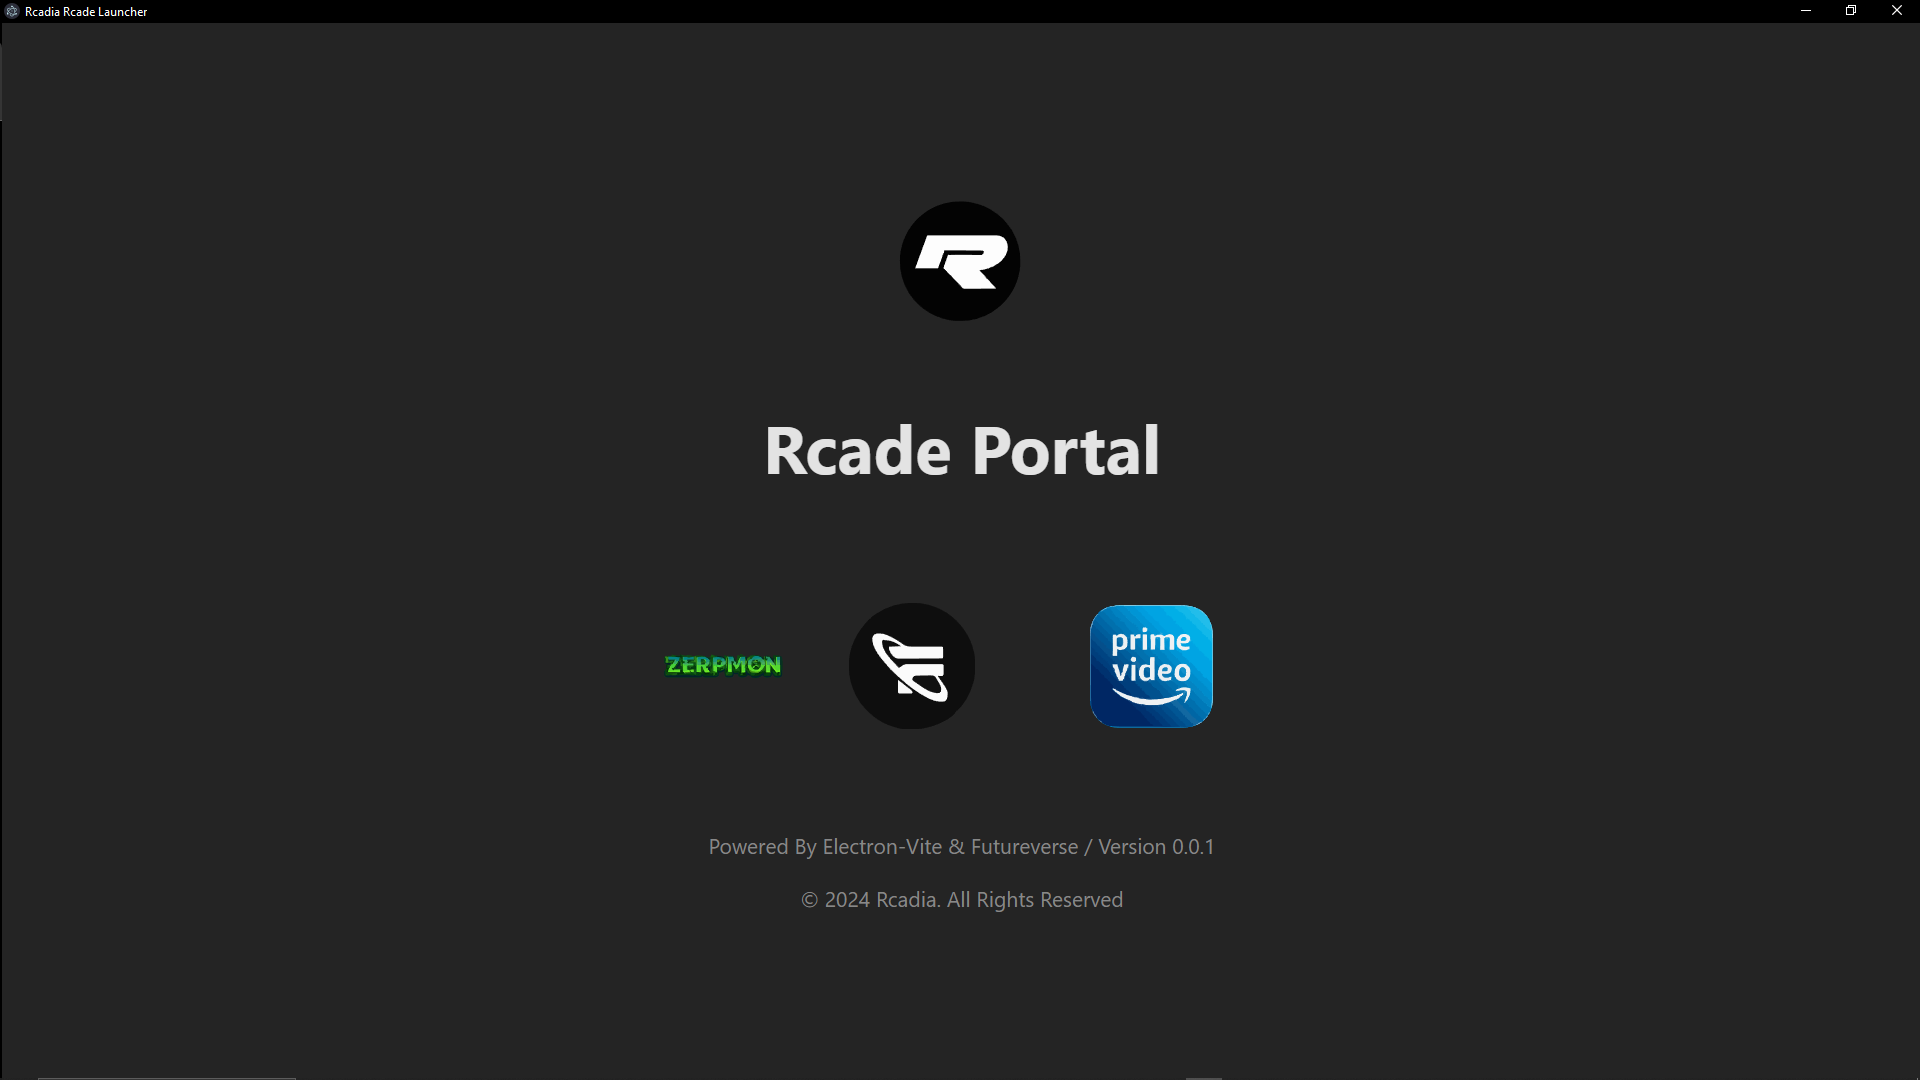 Rcadia Rcade Launcher
R
Rcade Portal
ZERPMON
prime
video
Powered By Electron-Vite & Futureverse / Version 0.0.1
© 2024 Rcadia. All Rights Reserved